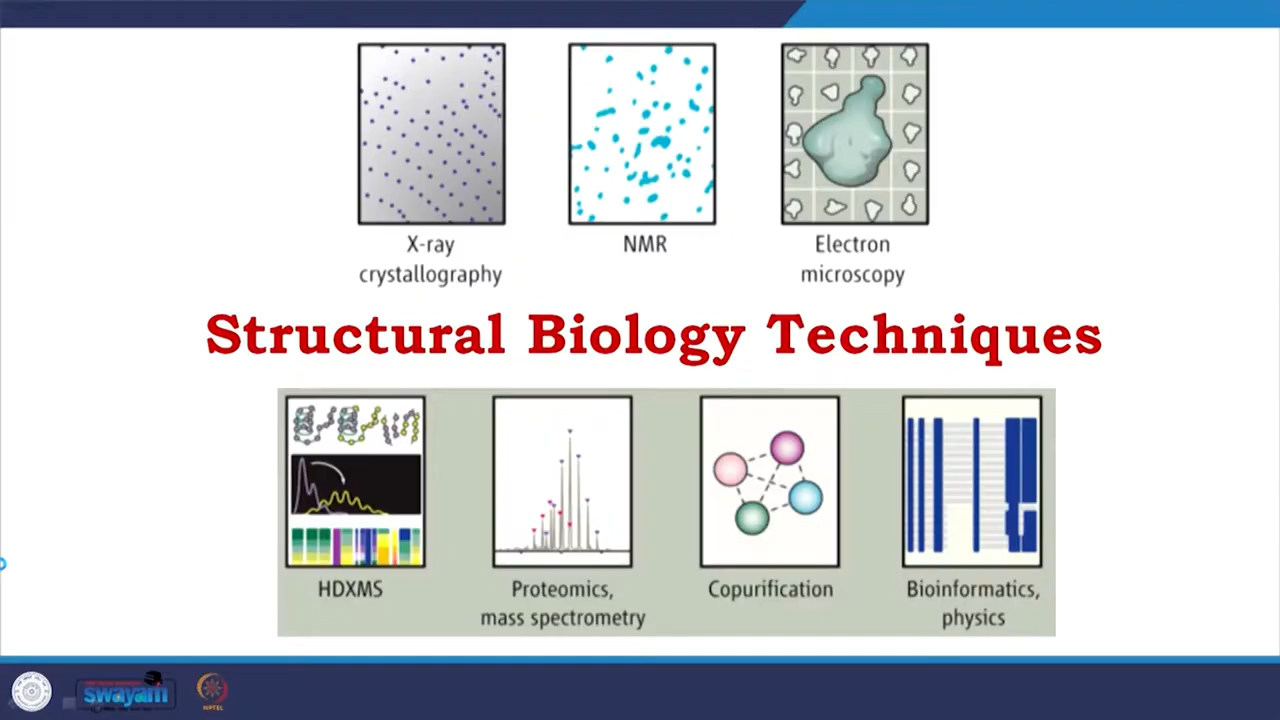 X-ray
crystallography
NMR
Electron
microscopy
Structural Biology Techniques
HDXMS
Proteomics,
mass spectrometry
Copurification
Bioinformatics,
physics
swayam
NPTEL